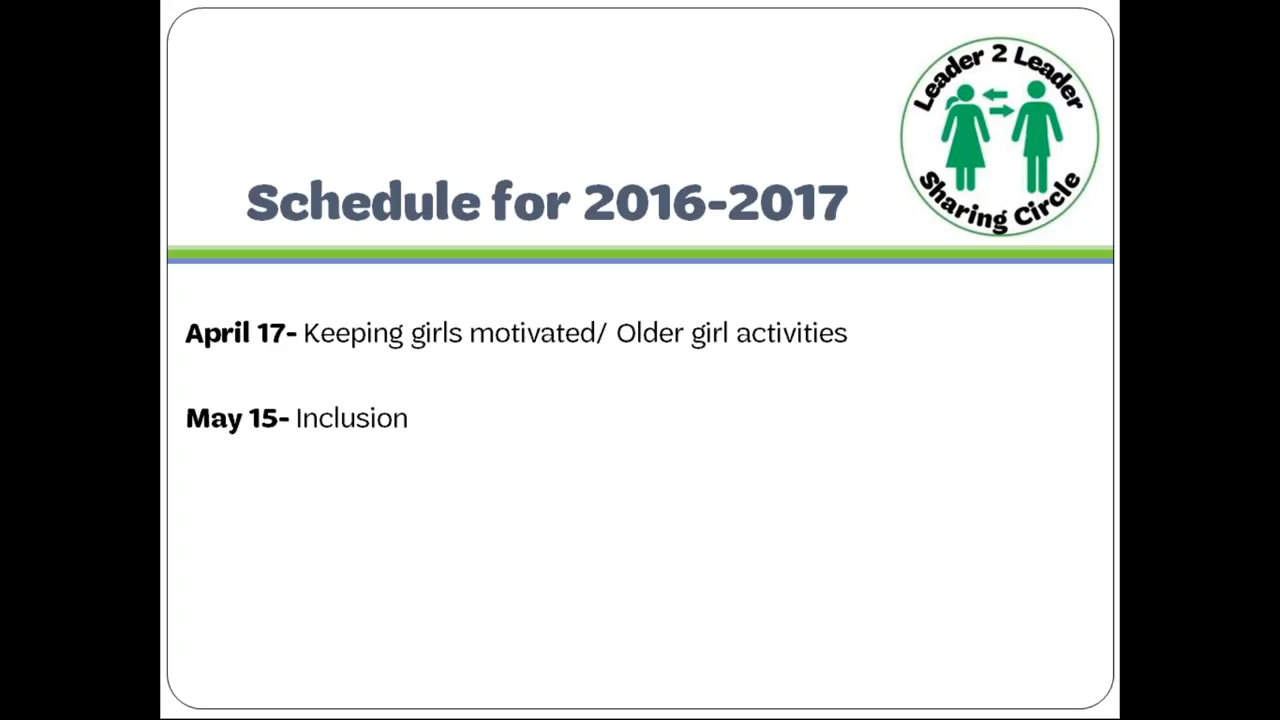 Leader 2 Leader
Sharing Circle
Schedule for 2016-2017
April 17- Keeping girls motivated/ Older girl activities
May 15- Inclusion